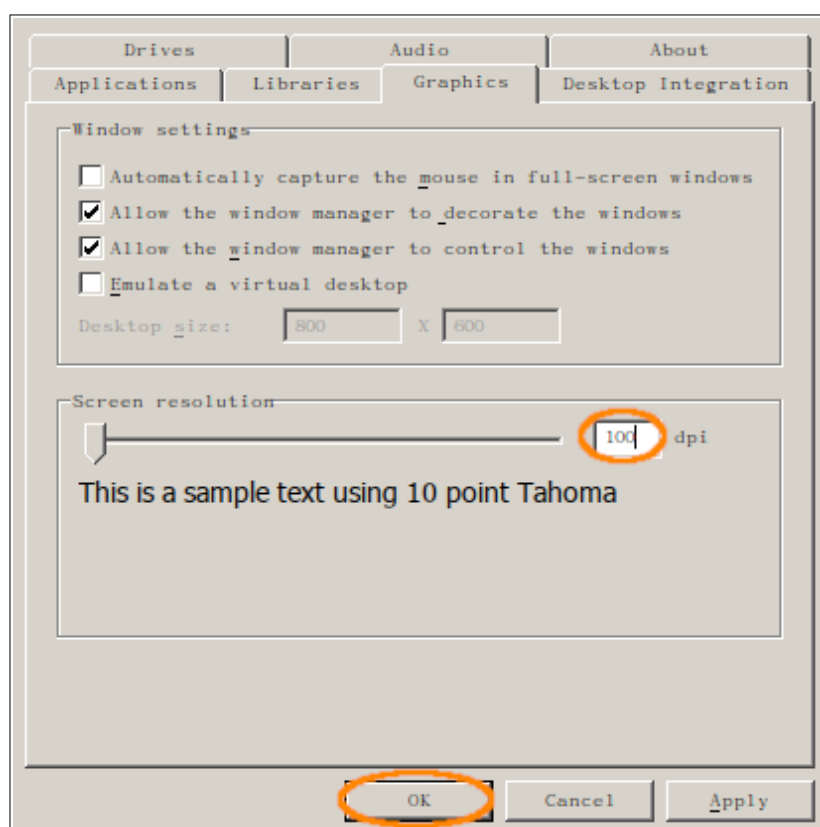 Drives Audio About
Applications Libraries Graphics Desktop Integration
Window settings
Automatically capture the mouse in full-screen windows
Allow the window manager to decorate the windows
Allow the window manager to control the windows
Emulate a virtual desktop
Desktop size: 800 X 600
Screen resolution
100 dpi
This is a sample text using 10 point Tahoma
OK Cancel Apply